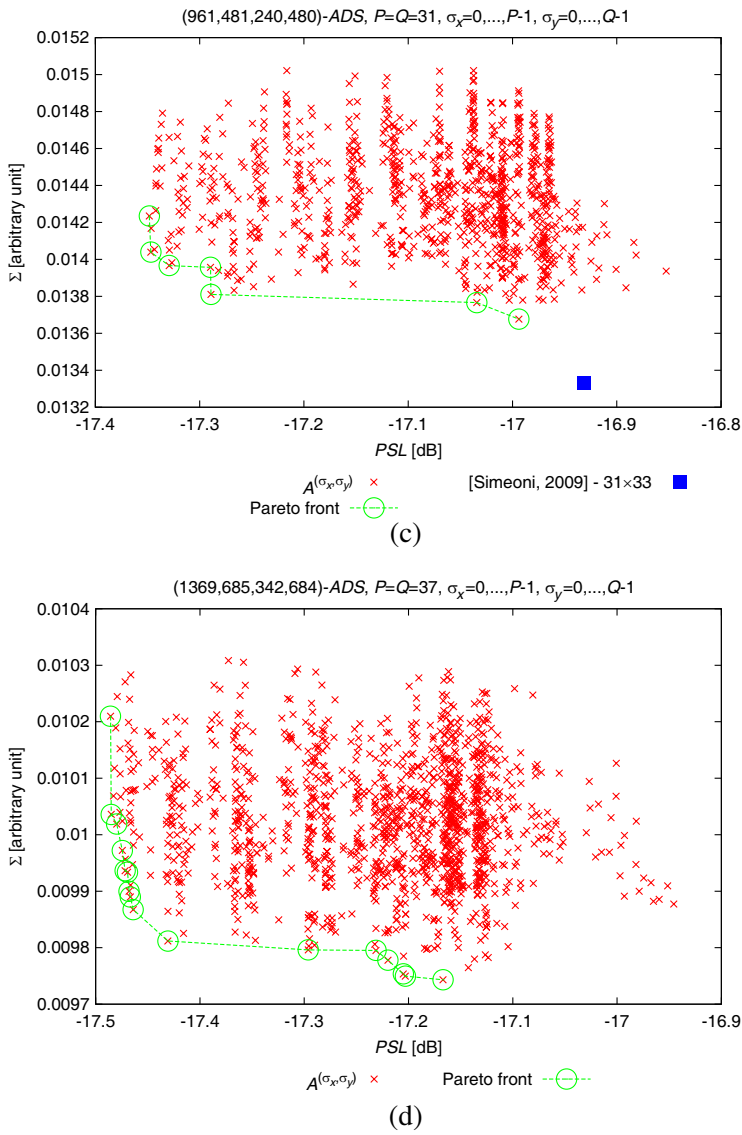 (961,481,240,480)-ADS, P=Q=31, σx=0,...,P-1, σy=0,...,Q-1
0.0152
0.015
0.0148
0.0146
0.0144
0.0142
0.014
0.0138
0.0136
0.0134
0.0132
Σ [arbitrary unit]
-17.4 -17.3 -17.2 -17.1 -17 -16.9 -16.8
PSL [dB]
A(σx,σy) [Simeoni, 2009] - 31×33
Pareto front
(c)
(1369,685,342,684)-ADS, P=Q=37, σx=0,...,P-1, σy=0,...,Q-1
0.0104
0.0103
0.0102
0.0101
0.01
0.0099
0.0098
0.0097
Σ [arbitrary unit]
-17.5 -17.4 -17.3 -17.2 -17.1 -17 -16.9
PSL [dB]
A(σx,σy) Pareto front
(d)